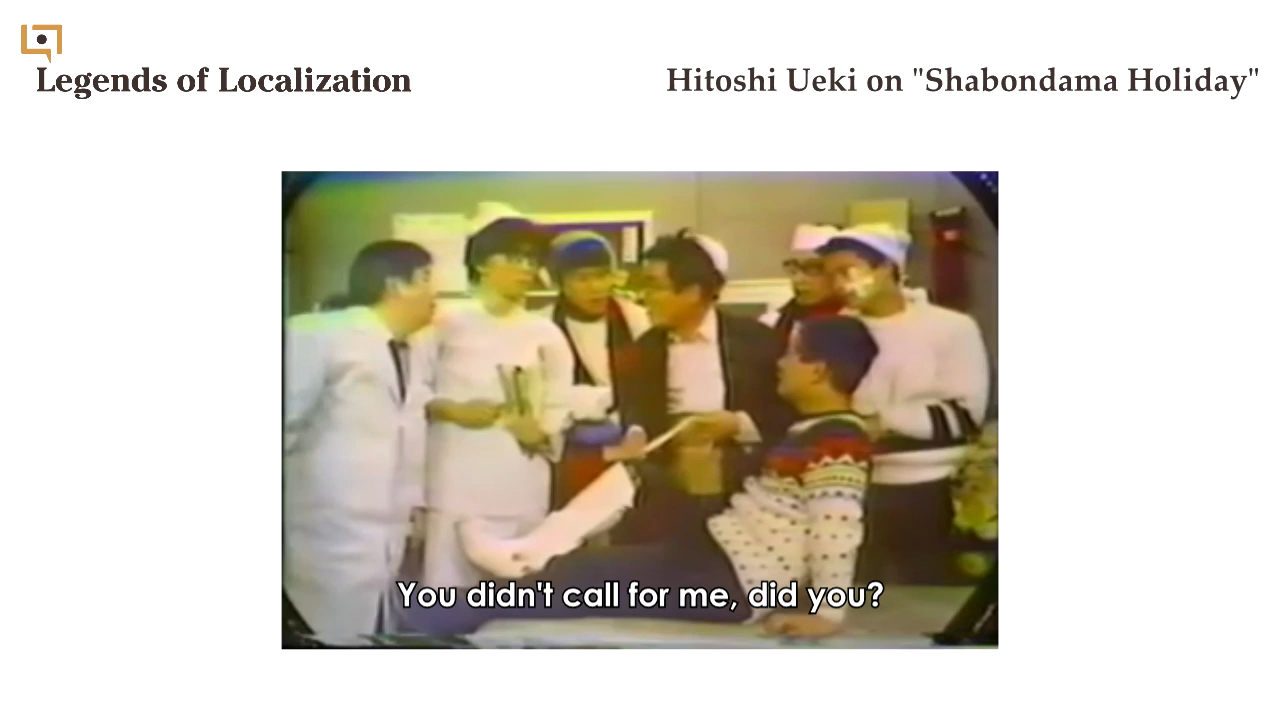 Legends of Localization
Hitoshi Ueki on "Shabondama Holiday"
You didn't call for me, did you?